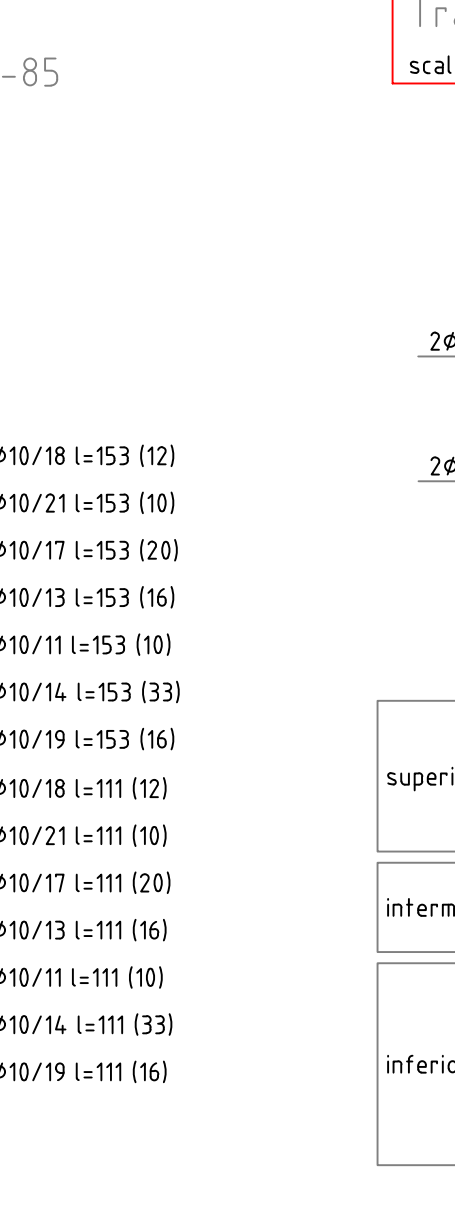 -85
scal
2Ø
2Ø
Ø10/18 l=153 (12)
Ø10/21 l=153 (10)
Ø10/17 l=153 (20)
Ø10/13 l=153 (16)
Ø10/11 l=153 (10)
Ø10/14 l=153 (33)
Ø10/19 l=153 (16)
Ø10/18 l=111 (12)
Ø10/21 l=111 (10)
Ø10/17 l=111 (20)
Ø10/13 l=111 (16)
Ø10/11 l=111 (10)
Ø10/14 l=111 (33)
Ø10/19 l=111 (16)
superi
interm
inferio